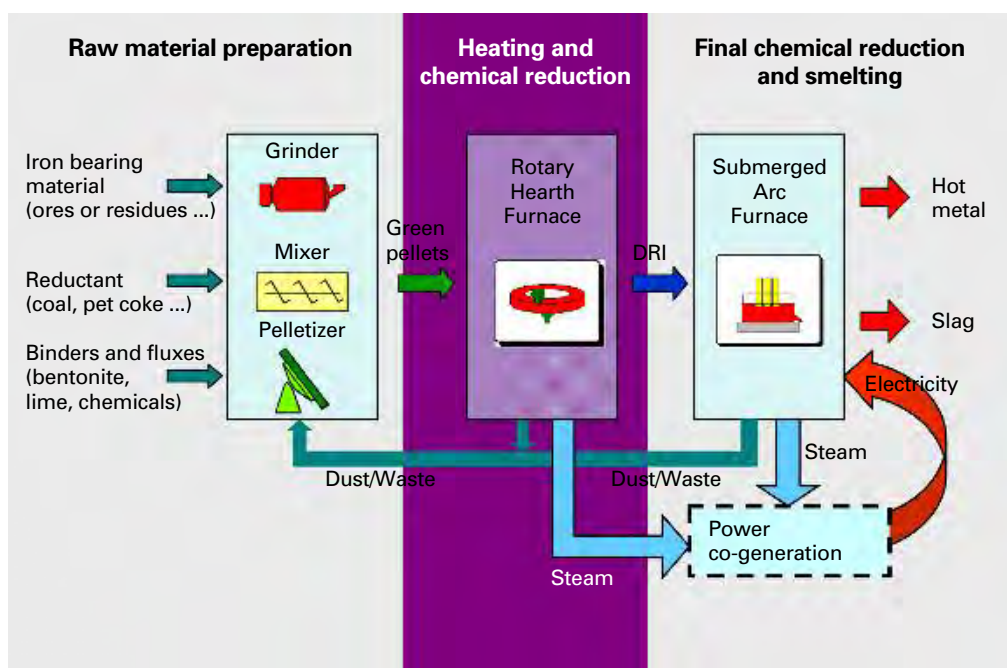 Raw material preparation
Heating and
chemical reduction
Final chemical reduction
and smelting
Iron bearing
material
(ores or residues ...)
Reductant
(coal, pet coke ...)
Binders and fluxes
(bentonite,
lime, chemicals)
Grinder
Mixer
Pelletizer
Green
pellets
Rotary
Hearth
Furnace
DRI
Submerged
Arc
Furnace
Hot
metal
Slag
Electricity
Steam
Dust/Waste
Dust/Waste
Steam
Power
co-generation